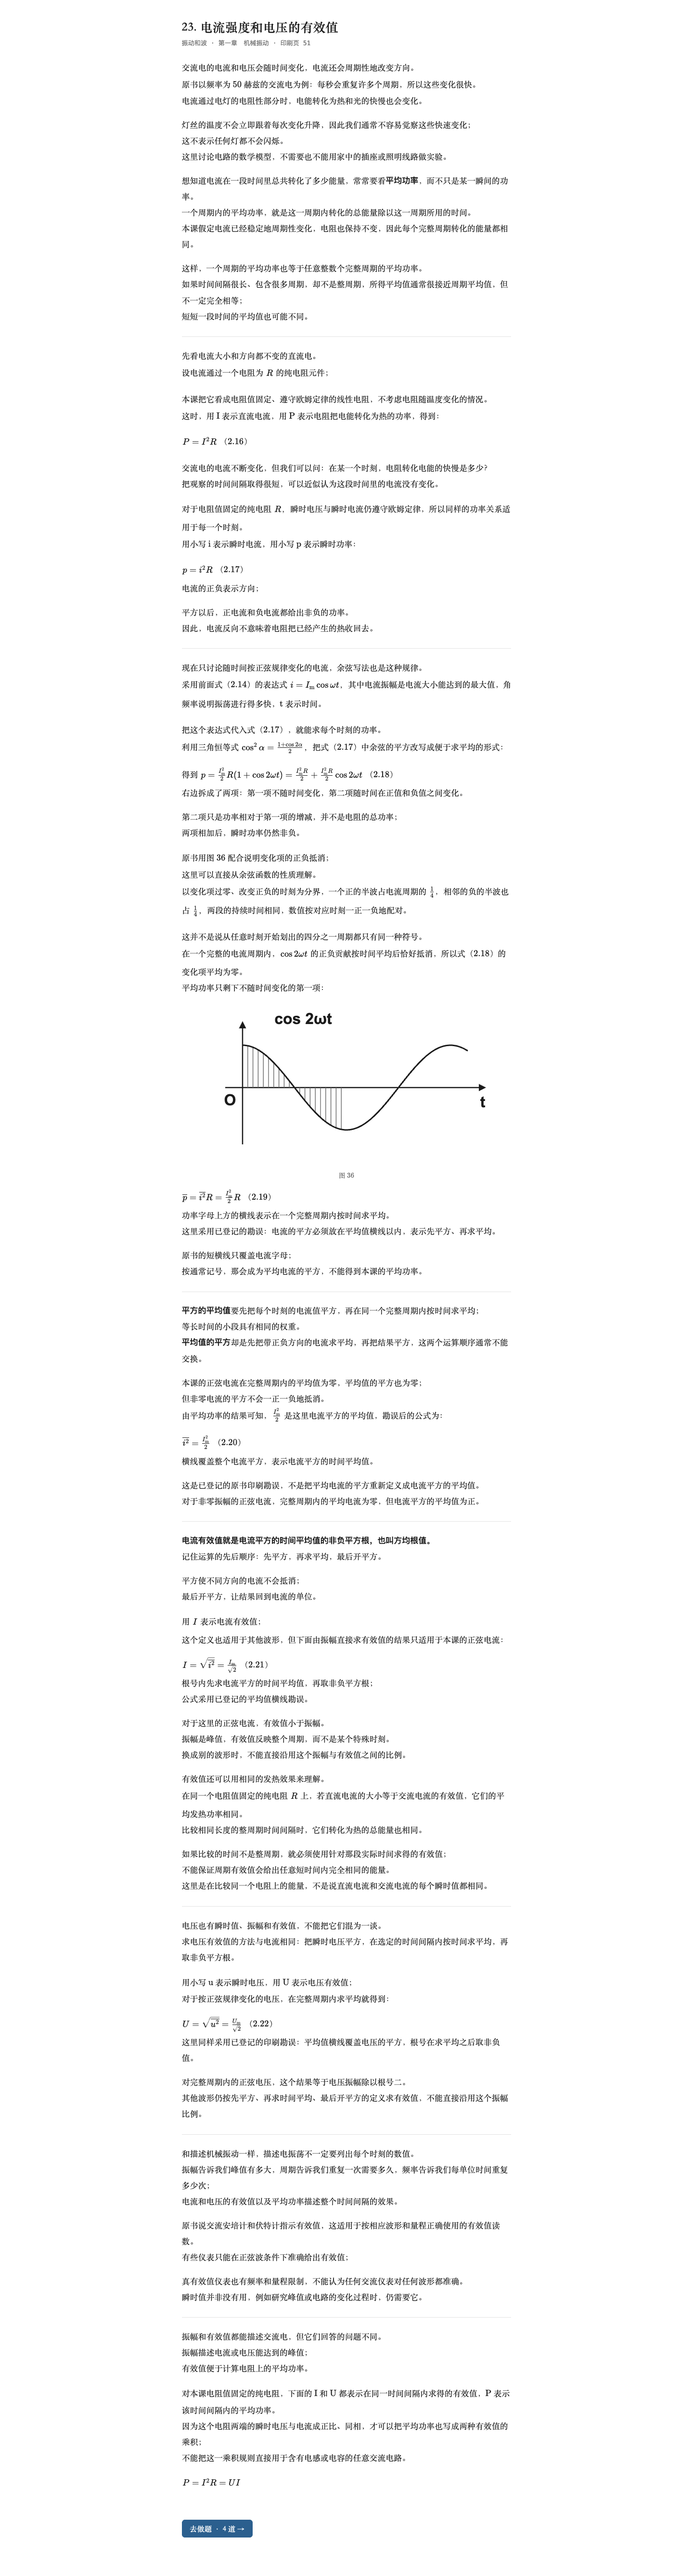 23. 电流强度和电压的有效值
振动和波 · 第一章 机械振动 · 印刷页 51
交流电的电流和电压会随时间变化，电流还会周期性地改变方向。
原书以频率为 50 赫兹的交流电为例：每秒会重复许多个周期，所以这些变化很快。
电流通过电灯的电阻性部分时，电能转化为热和光的快慢也会变化。
灯丝的温度不会立即跟着每次变化升降，因此我们通常不容易觉察这些快速变化；
这不表示任何灯都不会闪烁。
这里讨论电路的数学模型，不需要也不能用家中的插座或照明线路做实验。
想知道电流在一段时间里总共转化了多少能量，常常要看平均功率，而不只是某一瞬间的功
率。
一个周期内的平均功率，就是这一周期内转化的总能量除以这一周期所用的时间。
本课假定电流已经稳定地周期性变化，电阻也保持不变，因此每个完整周期转化的能量都相
同。
这样，一个周期的平均功率也等于任意整数个完整周期的平均功率。
如果时间间隔很长、包含很多周期，却不是整周期，所得平均值通常很接近周期平均值，但
不一定完全相等；
短短一段时间的平均值也可能不同。
先看电流大小和方向都不变的直流电。
设电流通过一个电阻为 R 的纯电阻元件；
本课把它看成电阻值固定、遵守欧姆定律的线性电阻，不考虑电阻随温度变化的情况。
这时，用 I 表示直流电流，用 P 表示电阻把电能转化为热的功率，得到：
P = I²R （2.16）
交流电的电流不断变化，但我们可以问：在某一个时刻，电阻转化电能的快慢是多少？
把观察的时间间隔取得很短，可以近似认为这段时间里的电流没有变化。
对于电阻值固定的纯电阻 R，瞬时电压与瞬时电流仍遵守欧姆定律，所以同样的功率关系适
用于每一个时刻。
用小写 i 表示瞬时电流，用小写 p 表示瞬时功率：
p = i²R （2.17）
电流的正负表示方向；
平方以后，正电流和负电流都给出非负的功率。
因此，电流反向不意味着电阻把已经产生的热收回去。
现在只讨论随时间按正弦规律变化的电流，余弦写法也是这种规律。
采用前面式（2.14）的表达式 i = Iₘ cos ωt，其中电流振幅是电流大小能达到的最大值，角
频率说明振荡进行得多快，t 表示时间。
把这个表达式代入式（2.17），就能求每个时刻的功率。
利用三角恒等式 cos² α = (1+cos 2α)/2，把式（2.17）中余弦的平方改写成便于求平均的形式：
得到 p = Iₘ²/2 R(1 + cos 2ωt) = Iₘ²R/2 + Iₘ²R/2 cos 2ωt （2.18）
右边拆成了两项：第一项不随时间变化，第二项随时间在正值和负值之间变化。
第二项只是功率相对于第一项的增减，并不是电阻的总功率；
两项相加后，瞬时功率仍然非负。
原书用图 36 配合说明变化项的正负抵消；
这里可以直接从余弦函数的性质理解。
以变化项过零、改变正负的时刻为分界，一个正的半波占电流周期的 1/4，相邻的负的半波也
占 1/4，两段的持续时间相同，数值按对应时刻一正一负地配对。
这并不是说从任意时刻开始划出的四分之一周期都只有同一种符号。
在一个完整的电流周期内，cos 2ωt 的正负贡献按时间平均后恰好抵消，所以式（2.18）的
变化项平均为零。
平均功率只剩下不随时间变化的第一项：
cos 2ωt
O
t
图 36
p̅ = i̅²̅R = Iₘ²/2 R （2.19）
功率字母上方的横线表示在一个完整周期内按时间求平均。
这里采用已登记的勘误：电流的平方必须放在平均值横线以内，表示先平方、再求平均。
原书的短横线只覆盖电流字母；
按通常记号，那会成为平均电流的平方，不能得到本课的平均功率。
平方的平均值要先把每个时刻的电流值平方，再在同一个完整周期内按时间求平均；
等长时间的小段具有相同的权重。
平均值的平方却是先把带正负方向的电流求平均，再把结果平方，这两个运算顺序通常不能
交换。
本课的正弦电流在完整周期内的平均值为零，平均值的平方也为零；
但非零电流的平方不会一正一负地抵消。
由平均功率的结果可知，Iₘ²/2 是这里电流平方的平均值，勘误后的公式为：
i̅²̅ = Iₘ²/2 （2.20）
横线覆盖整个电流平方，表示电流平方的时间平均值。
这是已登记的原书印刷勘误，不是把平均电流的平方重新定义成电流平方的平均值。
对于非零振幅的正弦电流，完整周期内的平均电流为零，但电流平方的平均值为正。
电流有效值就是电流平方的时间平均值的非负平方根，也叫方均根值。
记住运算的先后顺序：先平方，再求平均，最后开平方。
平方使不同方向的电流不会抵消；
最后开平方，让结果回到电流的单位。
用 I 表示电流有效值；
这个定义也适用于其他波形，但下面由振幅直接求有效值的结果只适用于本课的正弦电流：
I = √(i̅²̅) = Iₘ/√2 （2.21）
根号内先求电流平方的时间平均，再取非负平方根；
公式采用已登记的平均值横线勘误。
对于这里的正弦电流，有效值小于振幅。
振幅是峰值，有效值反映整个周期，而不是某个特殊时刻。
换成别的波形时，不能直接沿用这个振幅与有效值之间的比例。
有效值还可以用相同的发热效果来理解。
在同一个电阻值固定的纯电阻 R 上，若直流电流的大小等于交流电流的有效值，它们的平
均发热功率相同。
比较相同长度的整周期时间间隔时，它们转化为热的总能量也相同。
如果比较的时间不是整周期，就必须使用针对那段实际时间求得的有效值；
不能保证周期有效值会给出任意短时间内完全相同的能量。
这里是在比较同一个电阻上的能量，不是说直流电流和交流电流的每个瞬时值都相同。
电压也有瞬时值、振幅和有效值，不能把它们混为一谈。
求电压有效值的方法与电流相同：把瞬时电压平方，在选定的时间间隔内按时间求平均，再
取非负平方根。
用小写 u 表示瞬时电压，用 U 表示电压有效值；
对于按正弦规律变化的电压，在完整周期内求平均就得到：
U = √(u̅²̅) = Uₘ/√2 （2.22）
这里同样采用已登记的印刷勘误：平均值横线覆盖电压的平方，根号在求平均之后取非负
值。
对完整周期内的正弦电压，这个结果等于电压振幅除以根号二。
其他波形仍按先平方、再求时间平均、最后开平方的定义求有效值，不能直接沿用这个振幅
比例。
和描述机械振动一样，描述电振荡不一定要列出每个时刻的数值。
振幅告诉我们峰值有多大，周期告诉我们重复一次需要多久，频率告诉我们每单位时间重复
多少次；
电流和电压的有效值以及平均功率描述整个时间间隔的效果。
原书说交流安培计和伏特计指示有效值，这适用于按相应波形和量程正确使用的有效值读
数。
有些仪表只能在正弦波条件下准确给出有效值；
真有效值仪表也有频率和量程限制，不能认为任何交流仪表对任何波形都准确。
瞬时值并非没有用，例如研究峰值或电路的变化过程时，仍需要它。
振幅和有效值都能描述交流电，但它们回答的问题不同。
振幅描述电流或电压能达到的峰值；
有效值便于计算电阻上的平均功率。
对本课电阻值固定的纯电阻，下面的 I 和 U 都表示在同一时间间隔内求得的有效值，P 表示
该时间间隔内的平均功率。
因为这个电阻两端的瞬时电压与电流成正比、同相，才可以把平均功率也写成两种有效值的
乘积；
不能把这一乘积规则直接用于含有电感或电容的任意交流电路。
P = I²R = UI
去做题 · 4 道 →